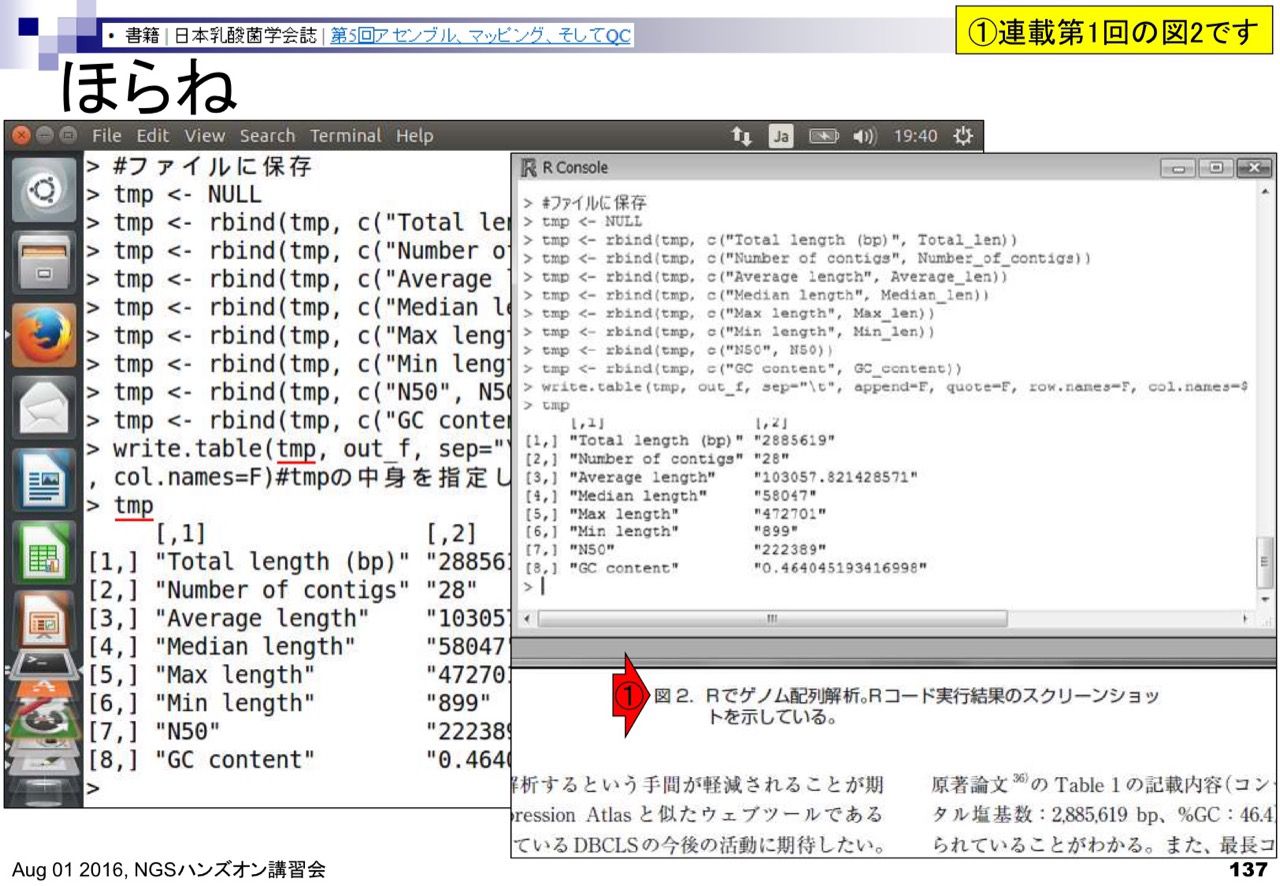 • 書籍 | 日本乳酸菌学会誌 | 第5回アセンブル、マッピング、そしてQC
①連載第1回の図2です
ほらね
File Edit View Search Terminal Help
Ja 19:40
> #ファイルに保存
> tmp <- NULL
> tmp <- rbind(tmp, c("Total len
> tmp <- rbind(tmp, c("Number o
> tmp <- rbind(tmp, c("Average
> tmp <- rbind(tmp, c("Median le
> tmp <- rbind(tmp, c("Max leng
> tmp <- rbind(tmp, c("Min leng
> tmp <- rbind(tmp, c("N50", N5
> tmp <- rbind(tmp, c("GC conte
> write.table(tmp, out_f, sep="\
, col.names=F)#tmpの中身を指定し
> tmp
[,1] [,2]
[1,] "Total length (bp)" "28856
[2,] "Number of contigs" "28"
[3,] "Average length" "103057
[4,] "Median length" "58047
[5,] "Max length" "47270
[6,] "Min length" "899"
[7,] "N50" "222389
[8,] "GC content" "0.464
>
R Console
> #ファイルに保存
> tmp <- NULL
> tmp <- rbind(tmp, c("Total length (bp)", Total_len))
> tmp <- rbind(tmp, c("Number of contigs", Number_of_contigs))
> tmp <- rbind(tmp, c("Average length", Average_len))
> tmp <- rbind(tmp, c("Median length", Median_len))
> tmp <- rbind(tmp, c("Max length", Max_len))
> tmp <- rbind(tmp, c("Min length", Min_len))
> tmp <- rbind(tmp, c("N50", N50))
> tmp <- rbind(tmp, c("GC content", GC_content))
> write.table(tmp, out_f, sep="\t", append=F, quote=F, row.names=F, col.names=$
> tmp
[,1] [,2]
[1,] "Total length (bp)" "2885619"
[2,] "Number of contigs" "28"
[3,] "Average length" "103057.821428571"
[4,] "Median length" "58047"
[5,] "Max length" "472701"
[6,] "Min length" "899"
[7,] "N50" "222389"
[8,] "GC content" "0.464045193416998"
>
① 図2. Rでゲノム配列解析。Rコード実行結果のスクリーンショッ
トを示している。
解析するという手間が軽減されることが期
pression Atlas と似たウェブツールである
ている DBCLS の今後の活動に期待したい。
原著論文 36)の Table 1 の記載内容(コン
タル塩基数：2,885,619 bp、%GC：46.4
られていることがわかる。また、最長コ
Aug 01 2016, NGSハンズオン講習会
137